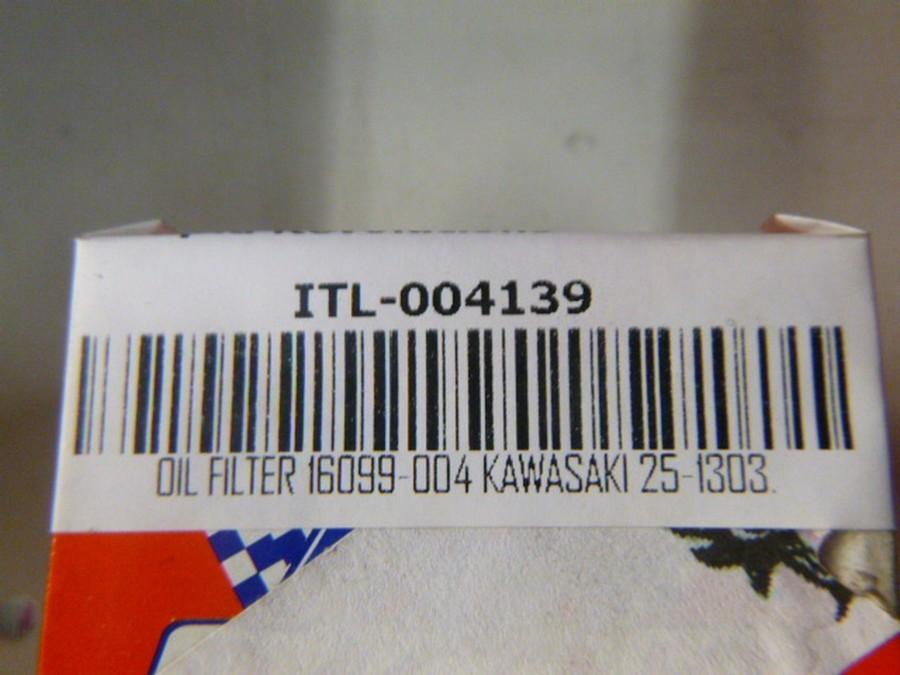 ITL-004139
OIL FILTER 16099-004 KAWASAKI 25-1303.